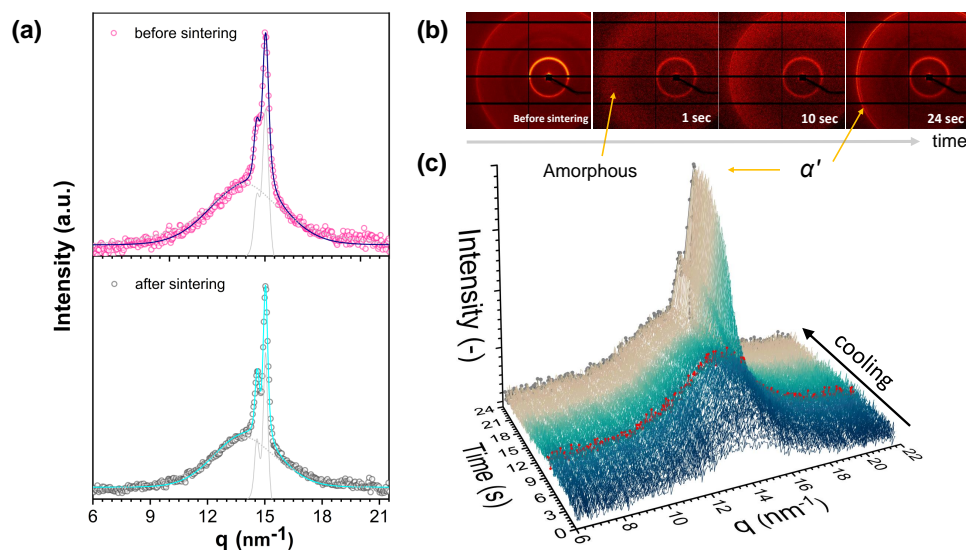 (a)
before sintering
after sintering
Intensity (a.u.)
6 9 12 15 18 21
q (nm⁻¹)
(b)
Before sintering
1 sec
10 sec
24 sec
time
Amorphous
α'
(c)
Intensity (-)
cooling
24
21
18
15
12
9
6
3
0
Time (s)
6 8 10 12 14 16 18 20 22
q (nm⁻¹)